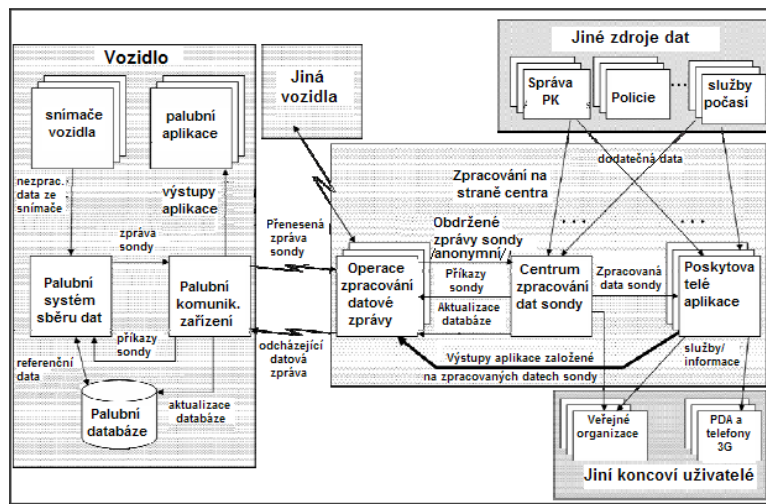 Vozidlo
snímače
vozidla
palubní
aplikace
nezprac.
data ze
snímače
výstupy
aplikace
zpráva
sondy
Palubní
systém
sběru dat
Palubní
komunik.
zařízení
příkazy
sondy
referenční
data
Palubní
databáze
aktualizace
databáze
Jiná
vozidla
Přenesená
zpráva
sondy
odcházející
datová
zpráva
Jiné zdroje dat
Správa
PK
Policie
...
služby
počasí
dodatečná data
Zpracování na
straně centra
...
...
Obdržené
zprávy sondy
/anonymní/
Operace
zpracování
datové
zprávy
Příkazy
sondy
Aktualizace
databáze
Centrum
zpracování
dat sondy
Zpracovaná
data sondy
Poskytova
telé
aplikace
Výstupy aplikace založené
na zpracovaných datech sondy
služby/
informace
Veřejné
organizace
PDA a
telefony
3G
Jiní koncoví uživatelé